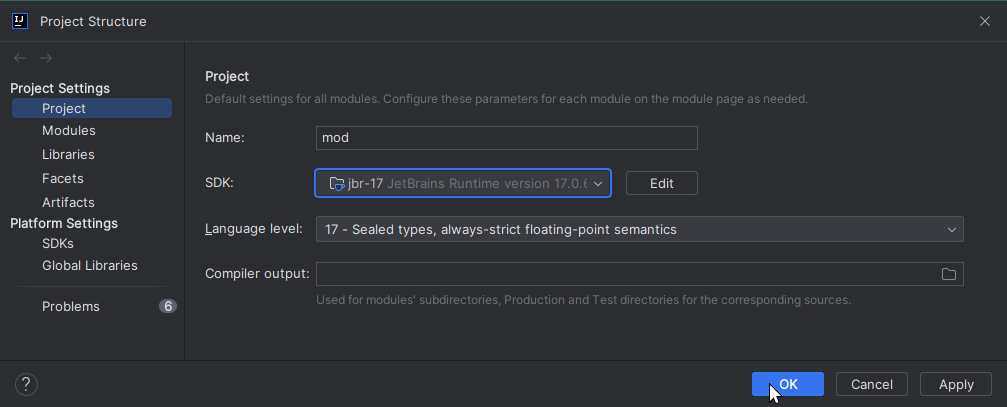 IJ
Project Structure
Project Settings
Project
Modules
Libraries
Facets
Artifacts
Platform Settings
SDKs
Global Libraries
Problems 6
Project
Default settings for all modules. Configure these parameters for each module on the module page as needed.
Name: mod
SDK: jbr-17 JetBrains Runtime version 17.0.6 Edit
Language level: 17 - Sealed types, always-strict floating-point semantics
Compiler output:
Used for modules' subdirectories, Production and Test directories for the corresponding sources.
? OK Cancel Apply